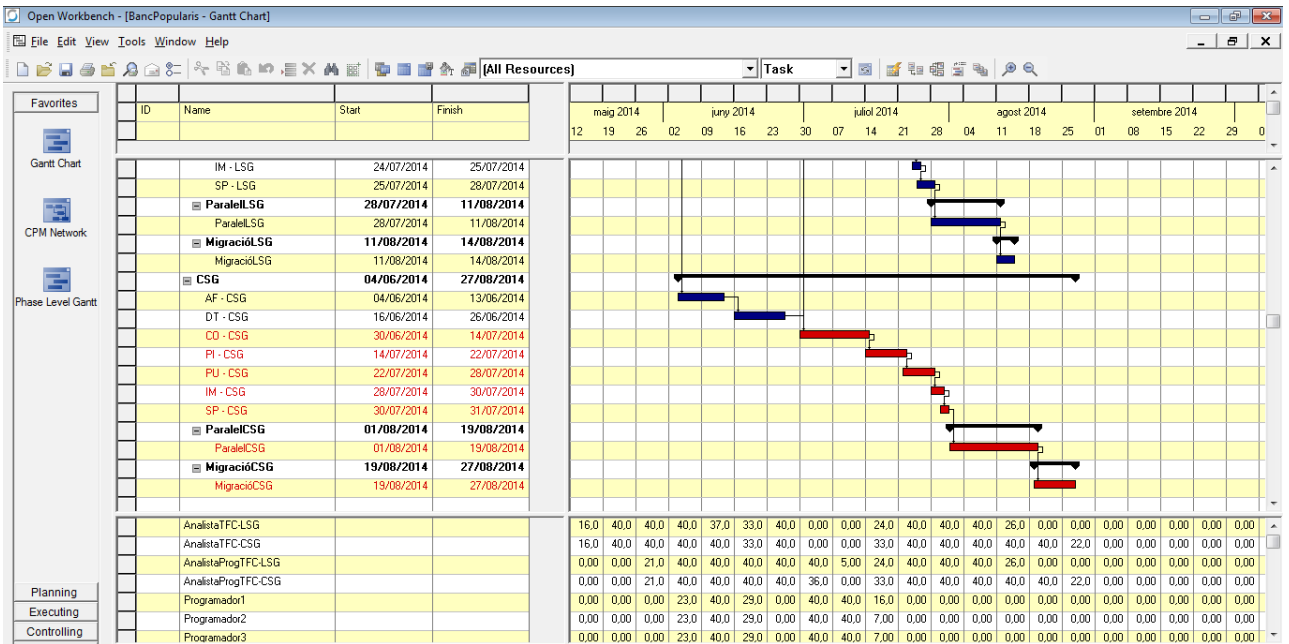 Open Workbench - [BancPopularis - Gantt Chart]
File Edit View Tools Window Help
(All Resources) Task
Favorites
Gantt Chart
CPM Network
Phase Level Gantt
Planning
Executing
Controlling
ID Name Start Finish
maig 2014 juny 2014 juliol 2014 agost 2014 setembre 2014
12 19 26 02 09 16 23 30 07 14 21 28 04 11 18 25 01 08 15 22 29 0
IM - LSG 24/07/2014 25/07/2014
SP - LSG 25/07/2014 28/07/2014
ParalelLSG 28/07/2014 11/08/2014
ParalelLSG 28/07/2014 11/08/2014
MigracióLSG 11/08/2014 14/08/2014
MigracióLSG 11/08/2014 14/08/2014
CSG 04/06/2014 27/08/2014
AF - CSG 04/06/2014 13/06/2014
DT - CSG 16/06/2014 26/06/2014
CO - CSG 30/06/2014 14/07/2014
PI - CSG 14/07/2014 22/07/2014
PU - CSG 22/07/2014 28/07/2014
IM - CSG 28/07/2014 30/07/2014
SP - CSG 30/07/2014 31/07/2014
ParalelCSG 01/08/2014 19/08/2014
ParalelCSG 01/08/2014 19/08/2014
MigracióCSG 19/08/2014 27/08/2014
MigracióCSG 19/08/2014 27/08/2014
AnalistaTFC-LSG 16,0 40,0 40,0 40,0 37,0 33,0 40,0 0,00 0,00 24,0 40,0 40,0 40,0 26,0 0,00 0,00 0,00 0,00 0,00 0,00 0,00
AnalistaTFC-CSG 16,0 40,0 40,0 40,0 40,0 33,0 40,0 0,00 0,00 33,0 40,0 40,0 40,0 40,0 40,0 22,0 0,00 0,00 0,00 0,00 0,00
AnalistaProgTFC-LSG 0,00 0,00 21,0 40,0 40,0 40,0 40,0 40,0 5,00 24,0 40,0 40,0 40,0 26,0 0,00 0,00 0,00 0,00 0,00 0,00 0,00
AnalistaProgTFC-CSG 0,00 0,00 21,0 40,0 40,0 40,0 40,0 36,0 0,00 33,0 40,0 40,0 40,0 40,0 40,0 22,0 0,00 0,00 0,00 0,00 0,00
Programador1 0,00 0,00 0,00 23,0 40,0 29,0 0,00 40,0 40,0 16,0 0,00 0,00 0,00 0,00 0,00 0,00 0,00 0,00 0,00 0,00 0,00
Programador2 0,00 0,00 0,00 23,0 40,0 29,0 0,00 40,0 40,0 7,00 0,00 0,00 0,00 0,00 0,00 0,00 0,00 0,00 0,00 0,00 0,00
Programador3 0,00 0,00 0,00 23,0 40,0 29,0 0,00 40,0 40,0 7,00 0,00 0,00 0,00 0,00 0,00 0,00 0,00 0,00 0,00 0,00 0,00